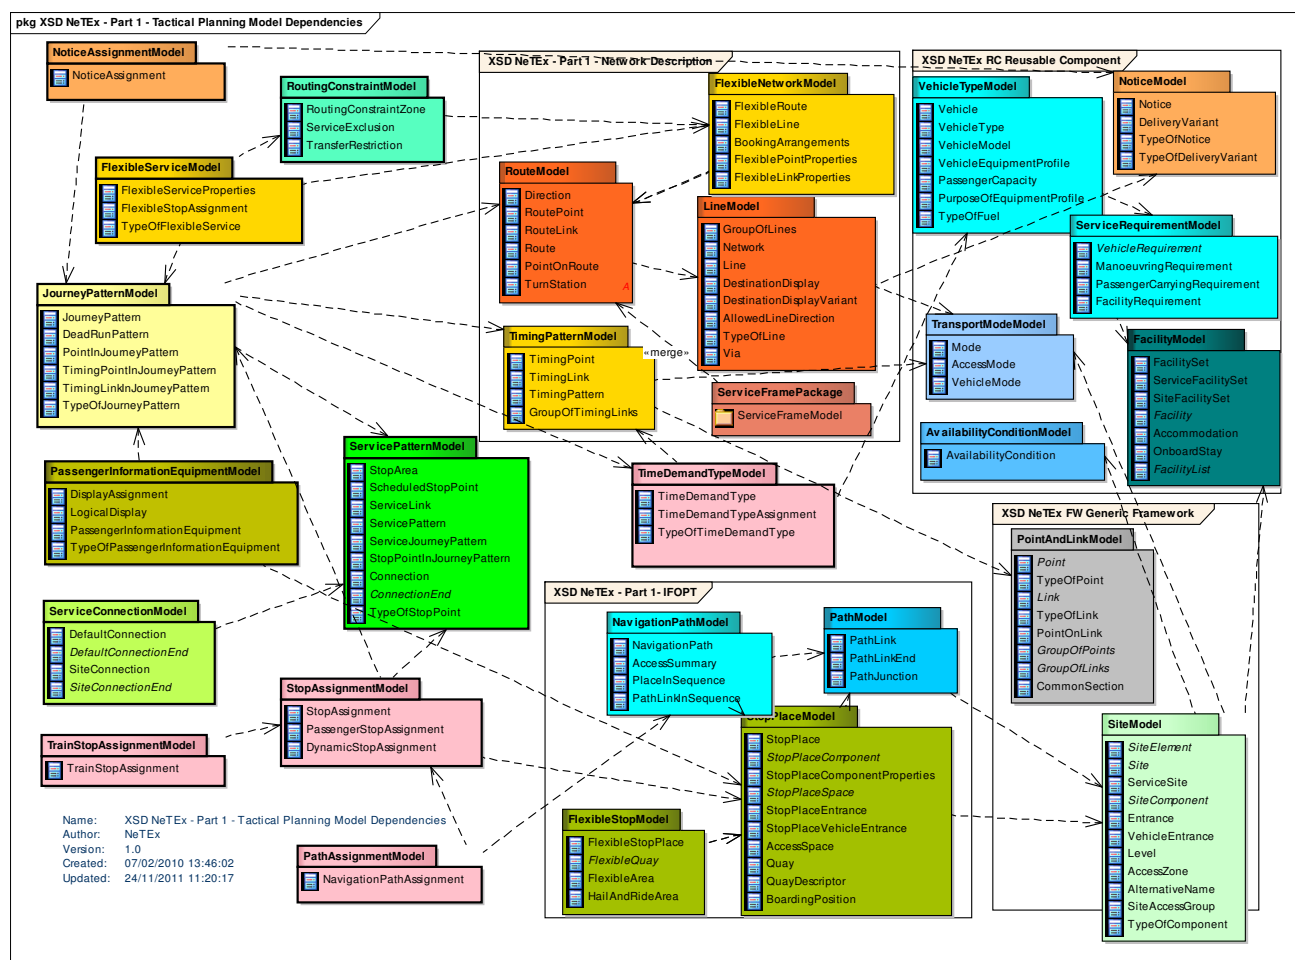 pkg XSD NeTEx - Part 1 - Tactical Planning Model Dependencies
NoticeAssignmentModel
NoticeAssignment
RoutingConstraintModel
RoutingConstraintZone
ServiceExclusion
TransferRestriction
FlexibleServiceModel
FlexibleServiceProperties
FlexibleStopAssignment
TypeOfFlexibleService
JourneyPatternModel
JourneyPattern
DeadRunPattern
PointInJourneyPattern
TimingPointInJourneyPattern
TimingLinkInJourneyPattern
TypeOfJourneyPattern
PassengerInformationEquipmentModel
DisplayAssignment
LogicalDisplay
PassengerInformationEquipment
TypeOfPassengerInformationEquipment
ServiceConnectionModel
DefaultConnection
DefaultConnectionEnd
SiteConnection
SiteConnectionEnd
TrainStopAssignmentModel
TrainStopAssignment
StopAssignmentModel
StopAssignment
PassengerStopAssignment
DynamicStopAssignment
PathAssignmentModel
NavigationPathAssignment
ServicePatternModel
StopArea
ScheduledStopPoint
ServiceLink
ServicePattern
ServiceJourneyPattern
StopPointInJourneyPattern
Connection
ConnectionEnd
TypeOfStopPoint
XSD NeTEx - Part 1 - Network Description
FlexibleNetworkModel
FlexibleRoute
FlexibleLine
BookingArrangements
FlexiblePointProperties
FlexibleLinkProperties
RouteModel
Direction
RoutePoint
RouteLink
Route
PointOnRoute
TurnStation
A
LineModel
GroupOfLines
Network
Line
DestinationDisplay
DestinationDisplayVariant
AllowedLineDirection
TypeOfLine
Via
TimingPatternModel
TimingPoint
TimingLink
TimingPattern
GroupOfTimingLinks
«merge»
ServiceFramePackage
ServiceFrameModel
TimeDemandTypeModel
TimeDemandType
TimeDemandTypeAssignment
TypeOfTimeDemandType
XSD NeTEx RC Reusable Component
VehicleTypeModel
Vehicle
VehicleType
VehicleModel
VehicleEquipmentProfile
PassengerCapacity
PurposeOfEquipmentProfile
TypeOfFuel
NoticeModel
Notice
DeliveryVariant
TypeOfNotice
TypeOfDeliveryVariant
ServiceRequirementModel
VehicleRequirement
ManoeuvringRequirement
PassengerCarryingRequirement
FacilityRequirement
TransportModeModel
Mode
AccessMode
VehicleMode
FacilityModel
FacilitySet
ServiceFacilitySet
SiteFacilitySet
Facility
Accommodation
OnboardStay
FacilityList
AvailabilityConditionModel
AvailabilityCondition
XSD NeTEx FW Generic Framework
PointAndLinkModel
Point
TypeOfPoint
Link
TypeOfLink
PointOnLink
GroupOfPoints
GroupOfLinks
CommonSection
XSD NeTEx - Part 1- IFOPT
NavigationPathModel
NavigationPath
AccessSummary
PlaceInSequence
PathLinkInSequence
PathModel
PathLink
PathLinkEnd
PathJunction
StopPlaceModel
StopPlace
StopPlaceComponent
StopPlaceComponentProperties
StopPlaceSpace
StopPlaceEntrance
StopPlaceVehicleEntrance
AccessSpace
Quay
QuayDescriptor
BoardingPosition
FlexibleStopModel
FlexibleStopPlace
FlexibleQuay
FlexibleArea
HailAndRideArea
SiteModel
SiteElement
Site
ServiceSite
SiteComponent
Entrance
VehicleEntrance
Level
AccessZone
AlternativeName
SiteAccessGroup
TypeOfComponent
Name: XSD NeTEx - Part 1 - Tactical Planning Model Dependencies
Author: NeTEx
Version: 1.0
Created: 07/02/2010 13:46:02
Updated: 24/11/2011 11:20:17